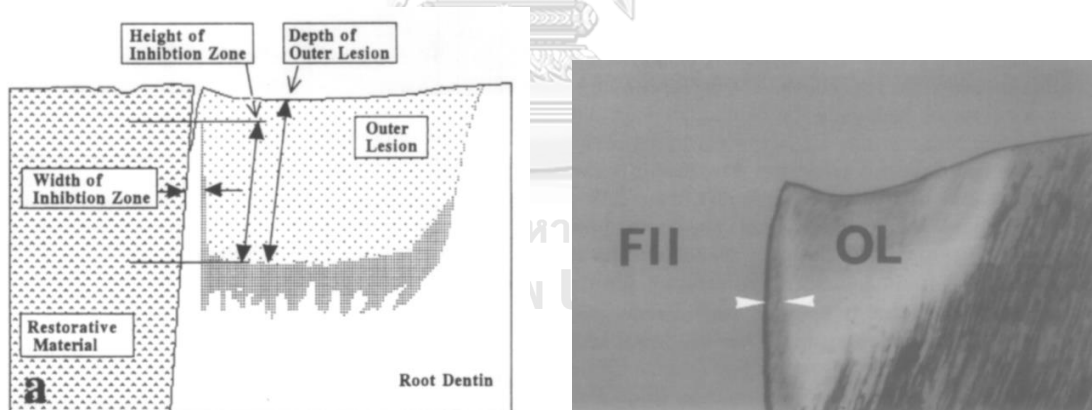 Height of
Inhibtion Zone
Depth of
Outer Lesion
Outer
Lesion
Width of
Inhibtion Zone
Restorative
Material
a
Root Dentin
FII
OL